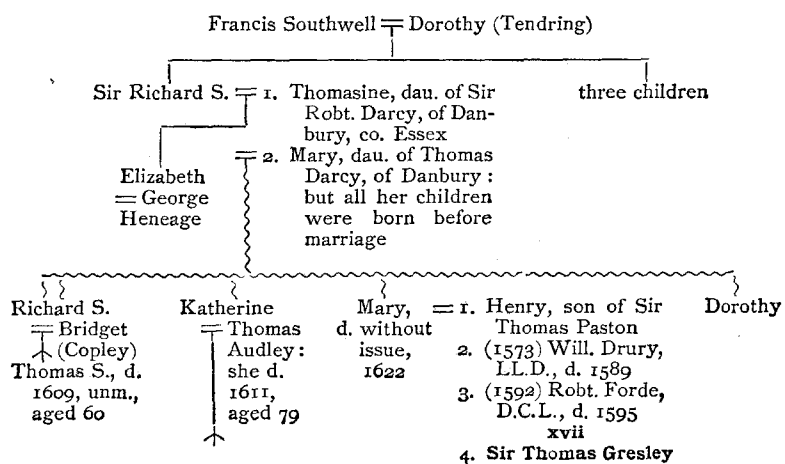 Francis Southwell = Dorothy (Tendring)
Sir Richard S. = 1. Thomasine, dau. of Sir
Robt. Darcy, of Dan-
bury, co. Essex
three children
= 2. Mary, dau. of Thomas
Darcy, of Danbury :
but all her children
were born before
marriage
Elizabeth
= George
Heneage
Richard S.
= Bridget
(Copley)
Thomas S., d.
1609, unm.,
aged 60
Katherine
= Thomas
Audley :
she d.
1611,
aged 79
Mary,
d. without
issue,
1622
= 1. Henry, son of Sir
Thomas Paston
2. (1573) Will. Drury,
LL.D., d. 1589
3. (1592) Robt. Forde,
D.C.L., d. 1595
xvii
4. Sir Thomas Gresley
Dorothy